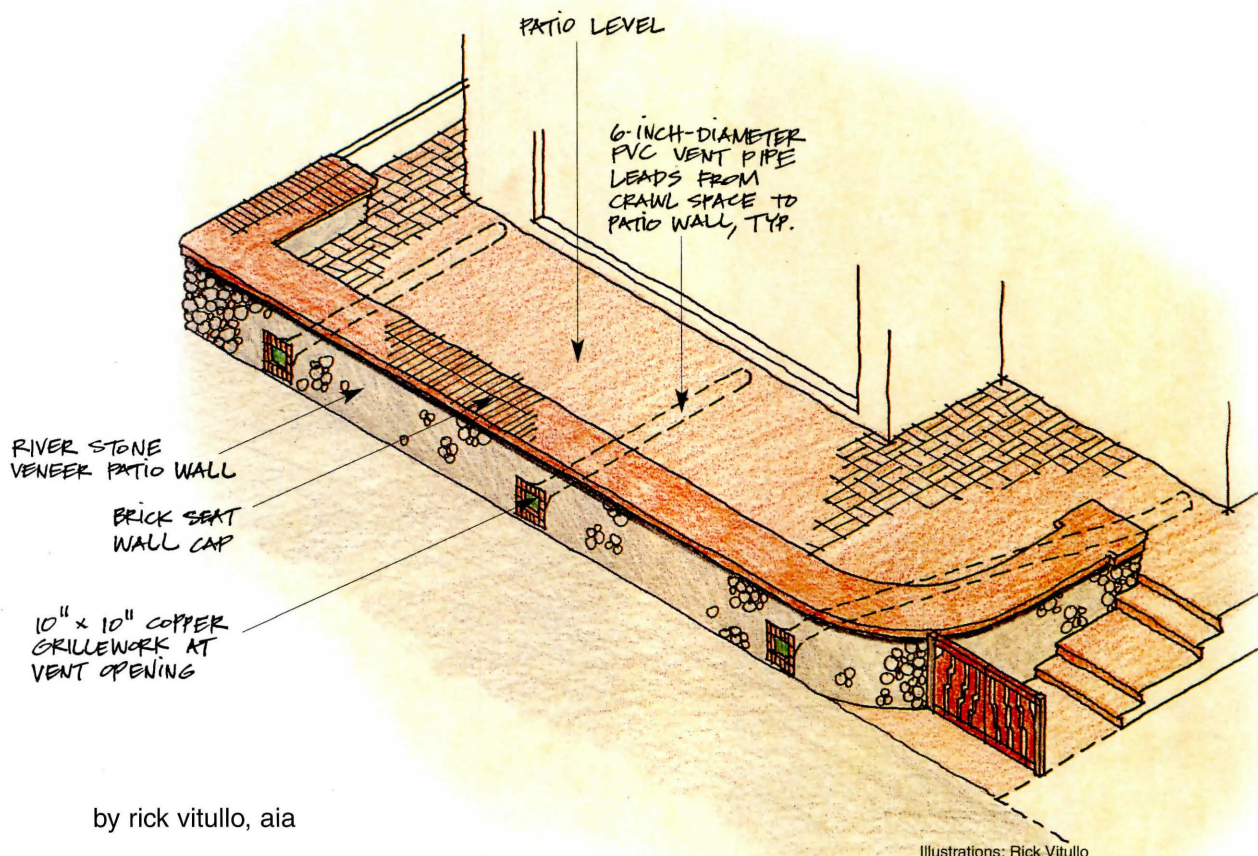 PATIO LEVEL
6-INCH-DIAMETER
PVC VENT PIPE
LEADS FROM
CRAWL SPACE TO
PATIO WALL, TYP.
RIVER STONE
VENEER PATIO WALL
BRICK SEAT
WALL CAP
10" x 10" COPPER
GRILLEWORK AT
VENT OPENING
by rick vitullo, aia
Illustrations: Rick Vitullo